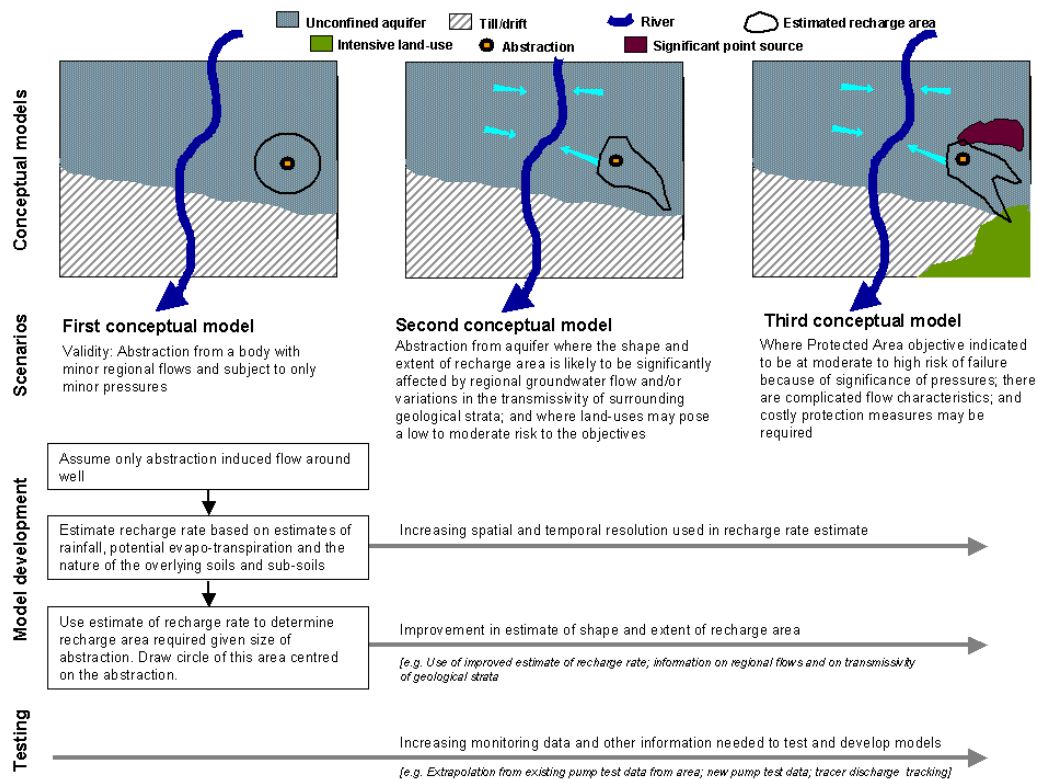 Unconfined aquifer
Till/drift
River
Estimated recharge area
Intensive land-use
Abstraction
Significant point source
Conceptual models
Scenarios
First conceptual model
Validity: Abstraction from a body with
minor regional flows and subject to only
minor pressures
Second conceptual model
Abstraction from aquifer where the shape and
extent of recharge area is likely to be significantly
affected by regional groundwater flow and/or
variations in the transmissivity of surrounding
geological strata; and where land-uses may pose
a low to moderate risk to the objectives
Third conceptual model
Where Protected Area objective indicated
to be at moderate to high risk of failure
because of significance of pressures; there
are complicated flow characteristics; and
costly protection measures may be
required
Model development
Assume only abstraction induced flow around
well
Estimate recharge rate based on estimates of
rainfall, potential evapo-transpiration and the
nature of the overlying soils and sub-soils
Increasing spatial and temporal resolution used in recharge rate estimate
Use estimate of recharge rate to determine
recharge area required given size of
abstraction. Draw circle of this area centred
on the abstraction.
Improvement in estimate of shape and extent of recharge area
[e.g. Use of improved estimate of recharge rate; information on regional flows and on transmissivity
of geological strata
Testing
Increasing monitoring data and other information needed to test and develop models
[e.g. Extrapolation from existing pump test data from area; new pump test data; tracer discharge tracking]